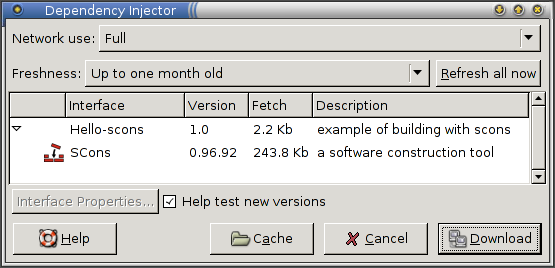 Dependency Injector
Network use: Full
Freshness: Up to one month old Refresh all now
Interface Version Fetch Description
Hello-scons 1.0 2.2 Kb example of building with scons
SCons 0.96.92 243.8 Kb a software construction tool
Interface Properties... Help test new versions
Help Cache Cancel Download